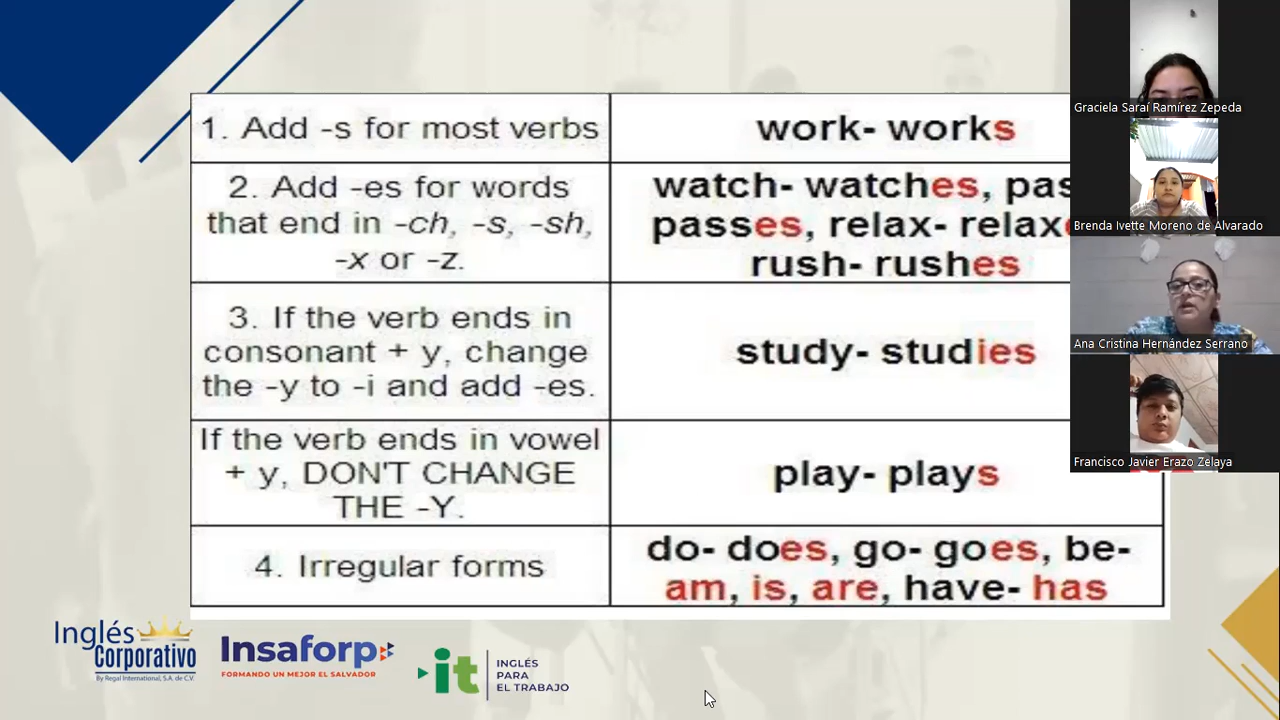 1. Add -s for most verbs
work- works
2. Add -es for words
that end in -ch, -s, -sh,
-x or -z.
watch- watches,
passes, relax-
rush- rushes
3. If the verb ends in
consonant + y, change
the -y to -i and add -es.
study- studies
If the verb ends in vowel
+ y, DON'T CHANGE
THE -Y.
play- plays
4. Irregular forms
do- does, go- goes, be-
am, is, are, have- has
Inglés
Corporativo
By Regal International, S.A. de C.V.
Insaforp
FORMANDO UN MEJOR EL SALVADOR
it
INGLÉS
PARA
EL TRABAJO
Graciela Saraí Ramírez Zepeda
Brenda Ivette Moreno de Alvarado
Ana Cristina Hernández Serrano
Francisco Javier Erazo Zelaya